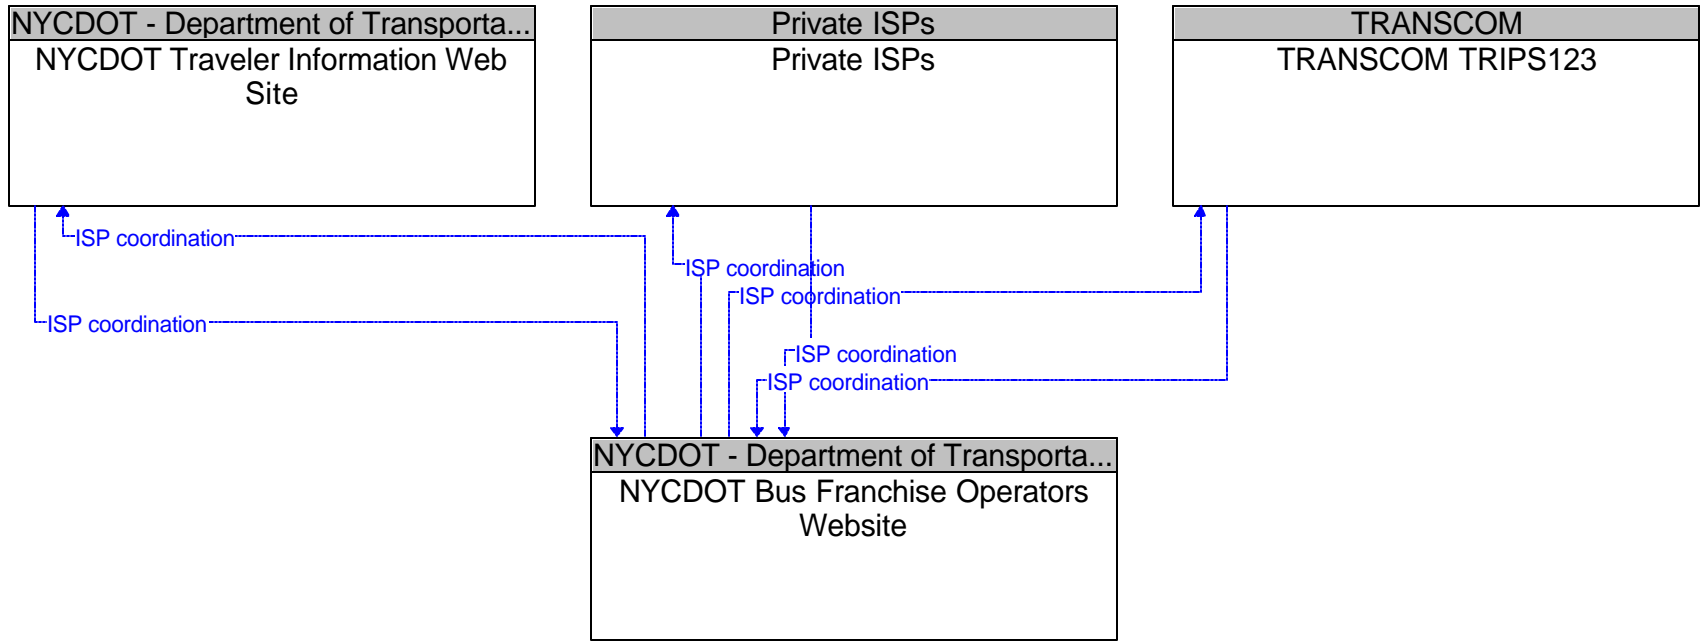 NYCDOT - Department of Transporta...
NYCDOT Traveler Information Web
Site
Private ISPs
Private ISPs
TRANSCOM
TRANSCOM TRIPS123
ISP coordination
ISP coordination
ISP coordination
ISP coordination
ISP coordination
ISP coordination
NYCDOT - Department of Transporta...
NYCDOT Bus Franchise Operators
Website